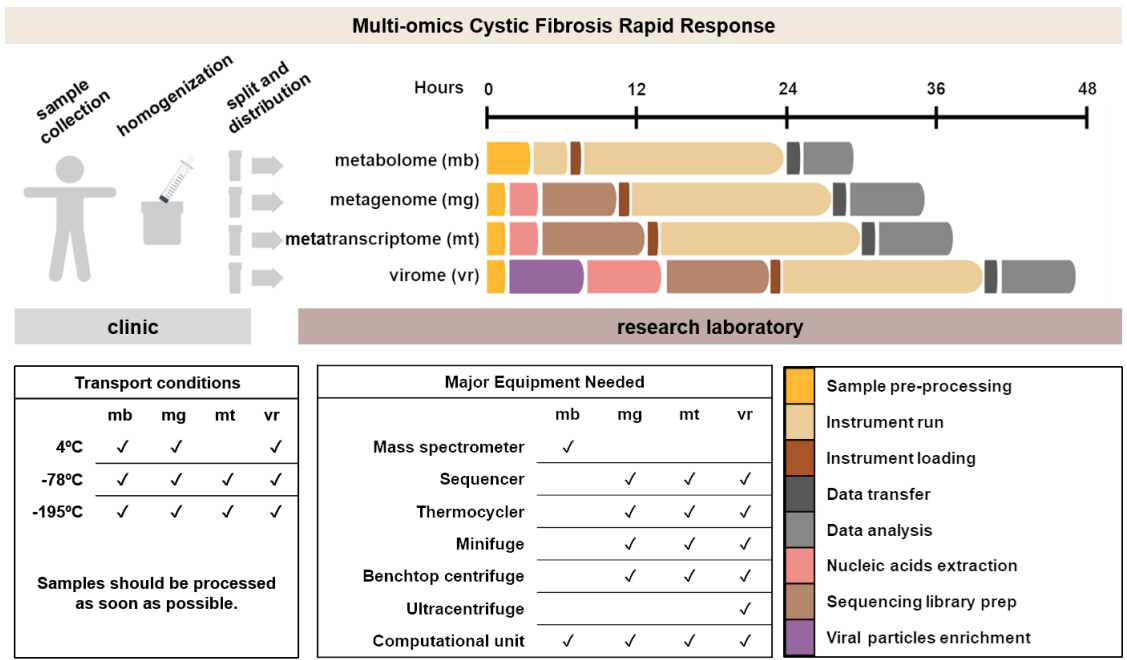 Multi-omics Cystic Fibrosis Rapid Response
sample
collection
homogenization
split and
distribution
Hours 0 12 24 36 48
metabolome (mb)
metagenome (mg)
metatranscriptome (mt)
virome (vr)
clinic
research laboratory
Transport conditions
mb mg mt vr
4ºC ✓ ✓ ✓
-78ºC ✓ ✓ ✓ ✓
-195ºC ✓ ✓ ✓ ✓
Samples should be processed
as soon as possible.
Major Equipment Needed
mb mg mt vr
Mass spectrometer ✓
Sequencer ✓ ✓ ✓
Thermocycler ✓ ✓ ✓
Minifuge ✓ ✓ ✓
Benchtop centrifuge ✓ ✓ ✓
Ultracentrifuge ✓
Computational unit ✓ ✓ ✓ ✓
Sample pre-processing
Instrument run
Instrument loading
Data transfer
Data analysis
Nucleic acids extraction
Sequencing library prep
Viral particles enrichment